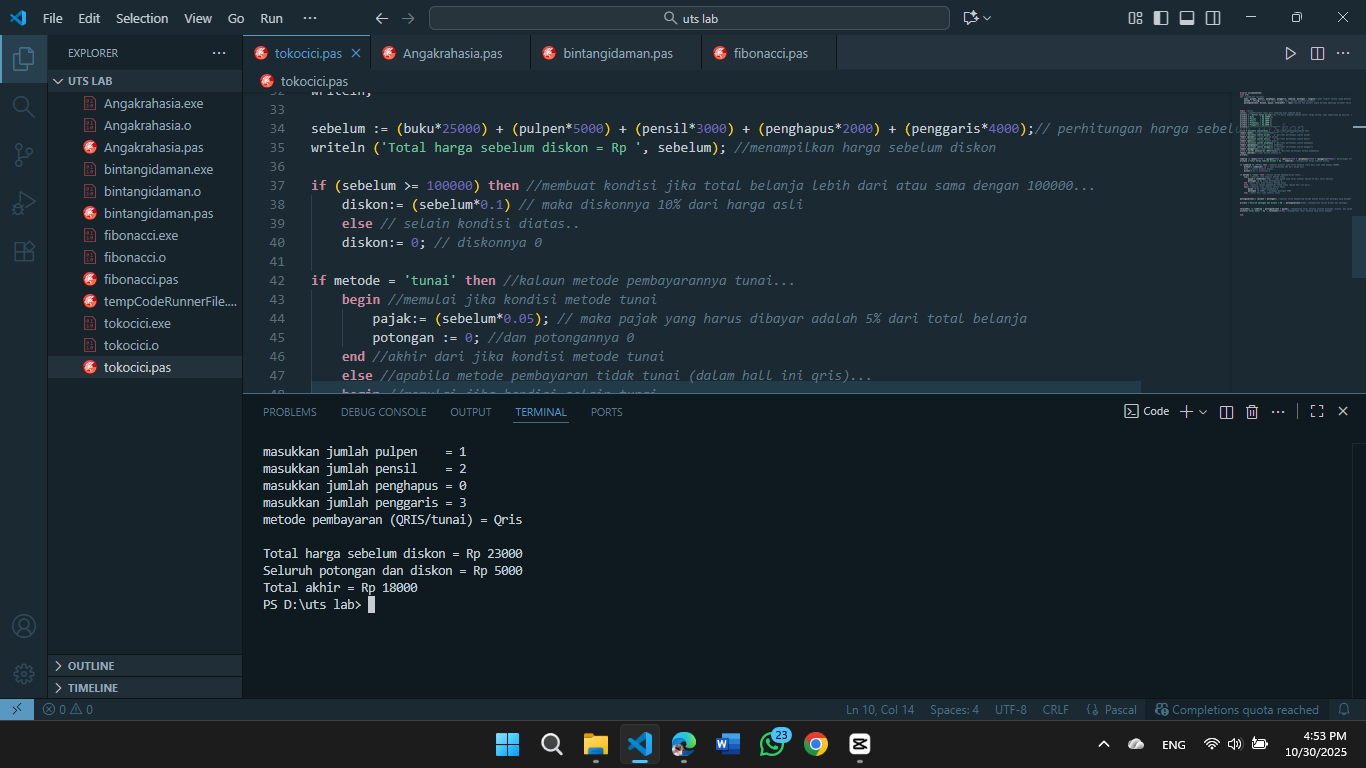 File Edit Selection View Go Run ··· uts lab
EXPLORER ···
UTS LAB
Angakrahasia.exe
Angakrahasia.o
Angakrahasia.pas
bintangidaman.exe
bintangidaman.o
bintangidaman.pas
fibonacci.exe
fibonacci.o
fibonacci.pas
tempCodeRunnerFile....
tokocici.exe
tokocici.o
tokocici.pas
OUTLINE
TIMELINE
tokocici.pas Angakrahasia.pas bintangidaman.pas fibonacci.pas
tokocici.pas
32 writeln;
33
34 sebelum := (buku*25000) + (pulpen*5000) + (pensil*3000) + (penghapus*2000) + (penggaris*4000);// perhitungan harga sebel
35 writeln ('Total harga sebelum diskon = Rp ', sebelum); //menampilkan harga sebelum diskon
36
37 if (sebelum >= 100000) then //membuat kondisi jika total belanja lebih dari atau sama dengan 100000...
38 diskon:= (sebelum*0.1) // maka diskonnya 10% dari harga asli
39 else // selain kondisi diatas..
40 diskon:= 0; // diskonnya 0
41
42 if metode = 'tunai' then //kalaun metode pembayarannya tunai...
43 begin //memulai jika kondisi metode tunai
44 pajak:= (sebelum*0.05); // maka pajak yang harus dibayar adalah 5% dari total belanja
45 potongan := 0; //dan potongannya 0
46 end //akhir dari jika kondisi metode tunai
47 else //apabila metode pembayaran tidak tunai (dalam hall ini qris)...
48 begin //memulai jika kondisi selain tunai
PROBLEMS DEBUG CONSOLE OUTPUT TERMINAL PORTS Code
masukkan jumlah pulpen = 1
masukkan jumlah pensil = 2
masukkan jumlah penghapus = 0
masukkan jumlah penggaris = 3
metode pembayaran (QRIS/tunai) = Qris
Total harga sebelum diskon = Rp 23000
Seluruh potongan dan diskon = Rp 5000
Total akhir = Rp 18000
PS D:\uts lab>
0 0 Ln 10, Col 14 Spaces: 4 UTF-8 CRLF {} Pascal Completions quota reached
23 ENG 4:53 PM
10/30/2025